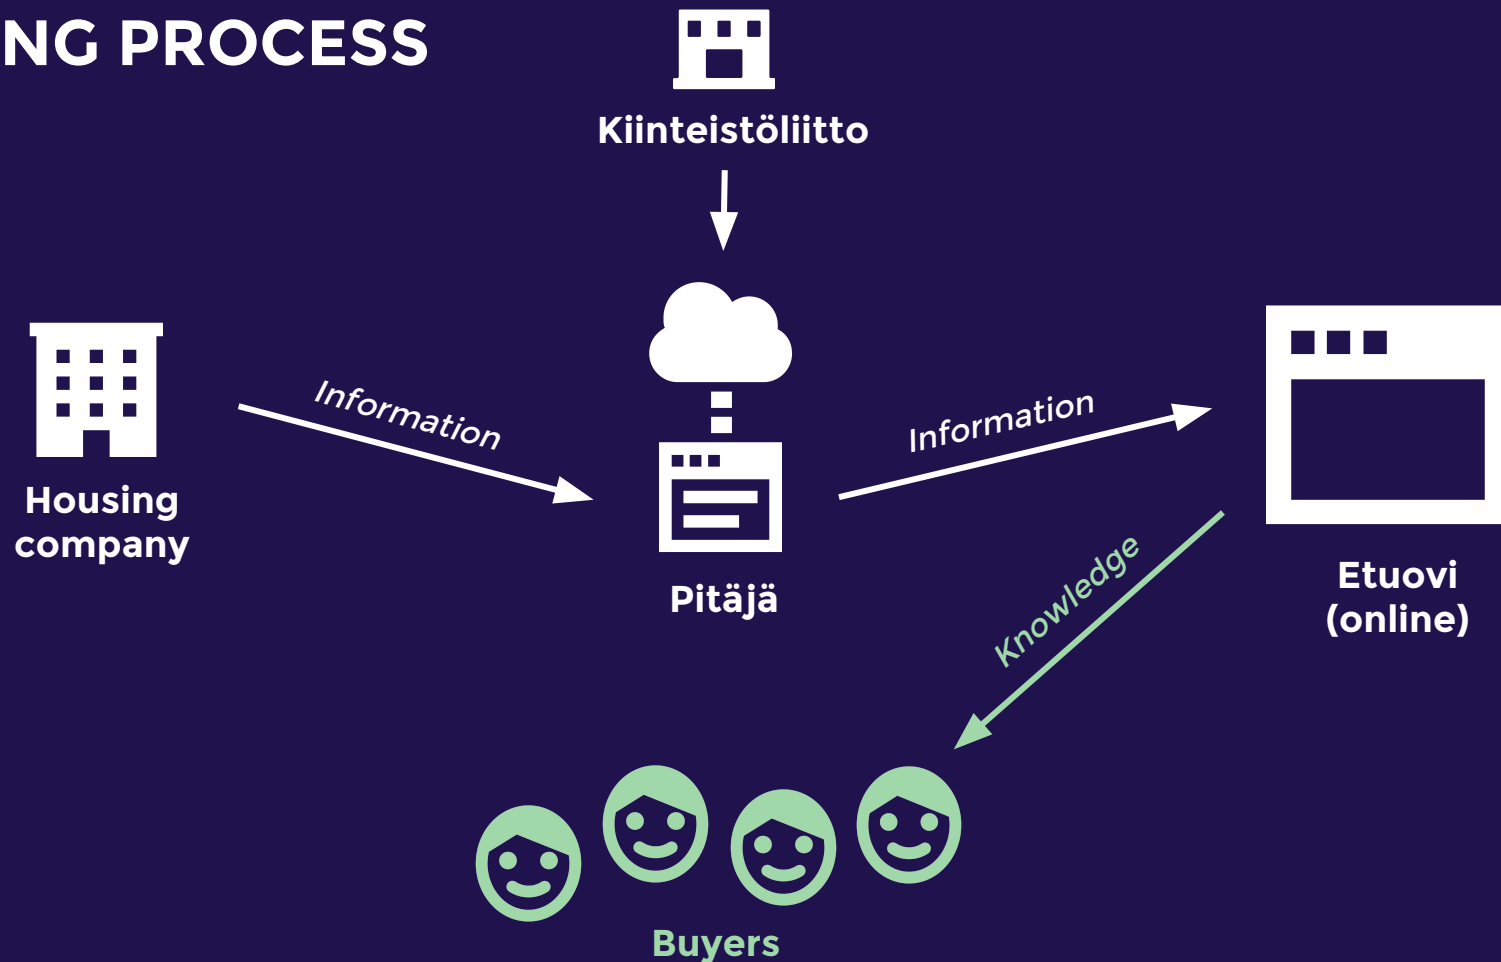 NG PROCESS
Kiinteistöliitto
Information
Information
Housing
company
Pitäjä
Knowledge
Etuovi
(online)
Buyers